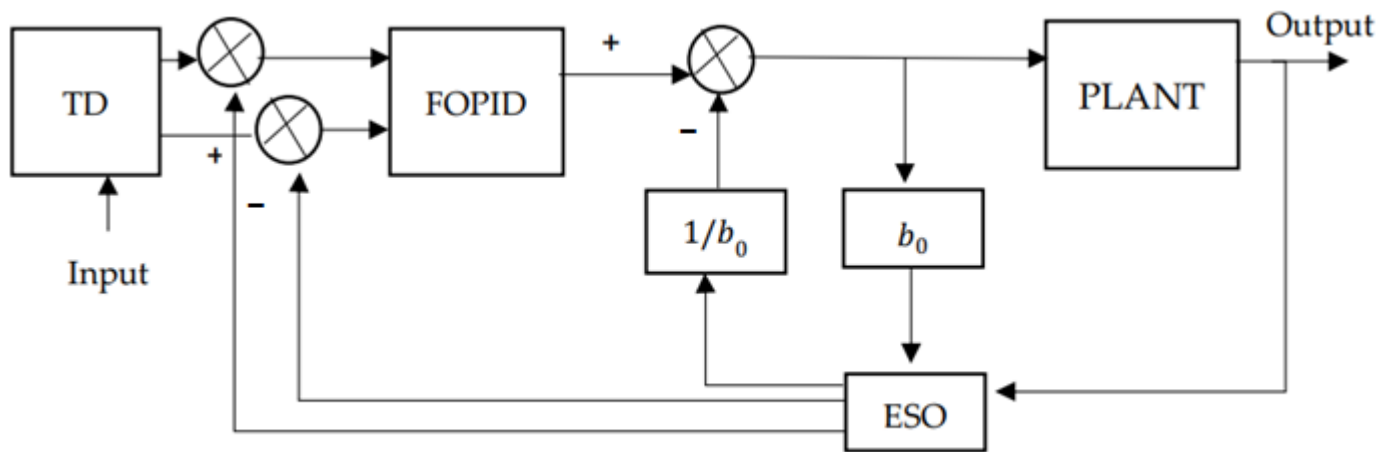 Output
+
TD
FOPID
PLANT
+
−
−
1/b₀
b₀
Input
ESO